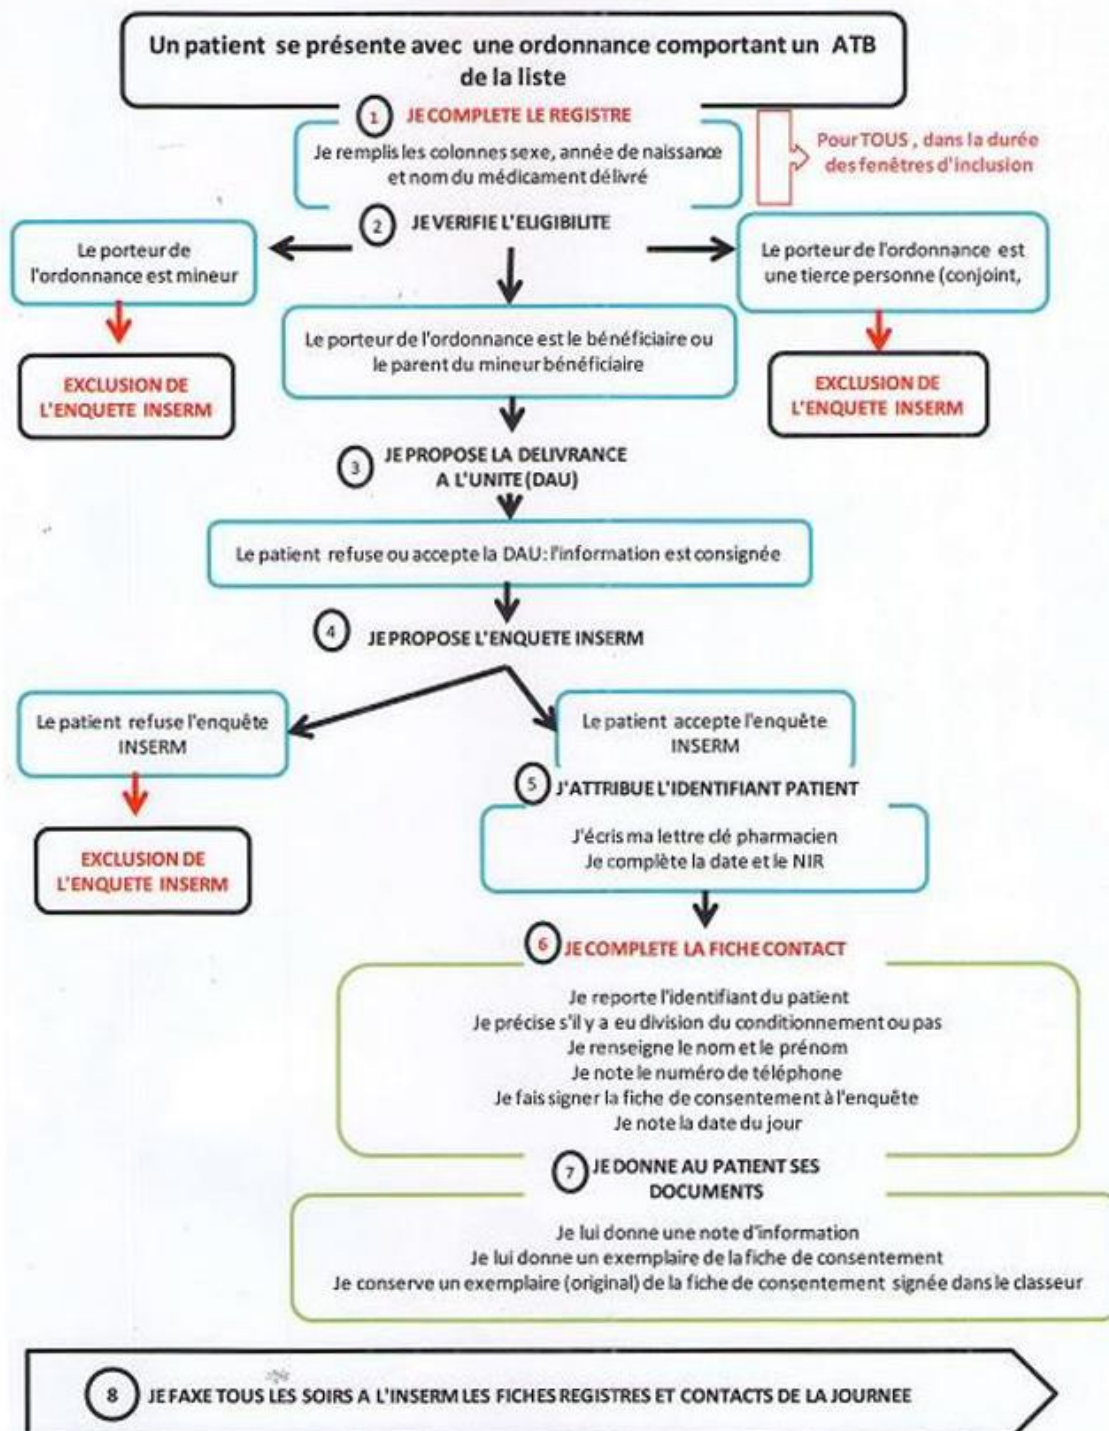 Un patient se présente avec une ordonnance comportant un ATB
de la liste
1 JE COMPLETE LE REGISTRE
Je remplis les colonnes sexe, année de naissance
et nom du médicament délivré
Pour TOUS, dans la durée
des fenêtres d'inclusion
2 JE VERIFIE L'ELIGIBILITE
Le porteur de
l'ordonnance est mineur
EXCLUSION DE
L'ENQUETE INSERM
Le porteur de l'ordonnance est le bénéficiaire ou
le parent du mineur bénéficiaire
Le porteur de l'ordonnance est
une tierce personne (conjoint,
EXCLUSION DE
L'ENQUETE INSERM
3 JE PROPOSE LA DELIVRANCE
A L'UNITE (DAU)
Le patient refuse ou accepte la DAU: l'information est consignée
4 JE PROPOSE L'ENQUETE INSERM
Le patient refuse l'enquête
INSERM
EXCLUSION DE
L'ENQUETE INSERM
Le patient accepte l'enquête
INSERM
5 J'ATTRIBUE L'IDENTIFIANT PATIENT
J'écris ma lettre clé pharmacien
Je complète la date et le NIR
6 JE COMPLETE LA FICHE CONTACT
Je reporte l'identifiant du patient
Je précise s'il y a eu division du conditionnement ou pas
Je renseigne le nom et le prénom
Je note le numéro de téléphone
Je fais signer la fiche de consentement à l'enquête
Je note la date du jour
7 JE DONNE AU PATIENT SES
DOCUMENTS
Je lui donne une note d'information
Je lui donne un exemplaire de la fiche de consentement
Je conserve un exemplaire (original) de la fiche de consentement signée dans le classeur
8 JE FAXE TOUS LES SOIRS A L'INSERM LES FICHES REGISTRES ET CONTACTS DE LA JOURNEE